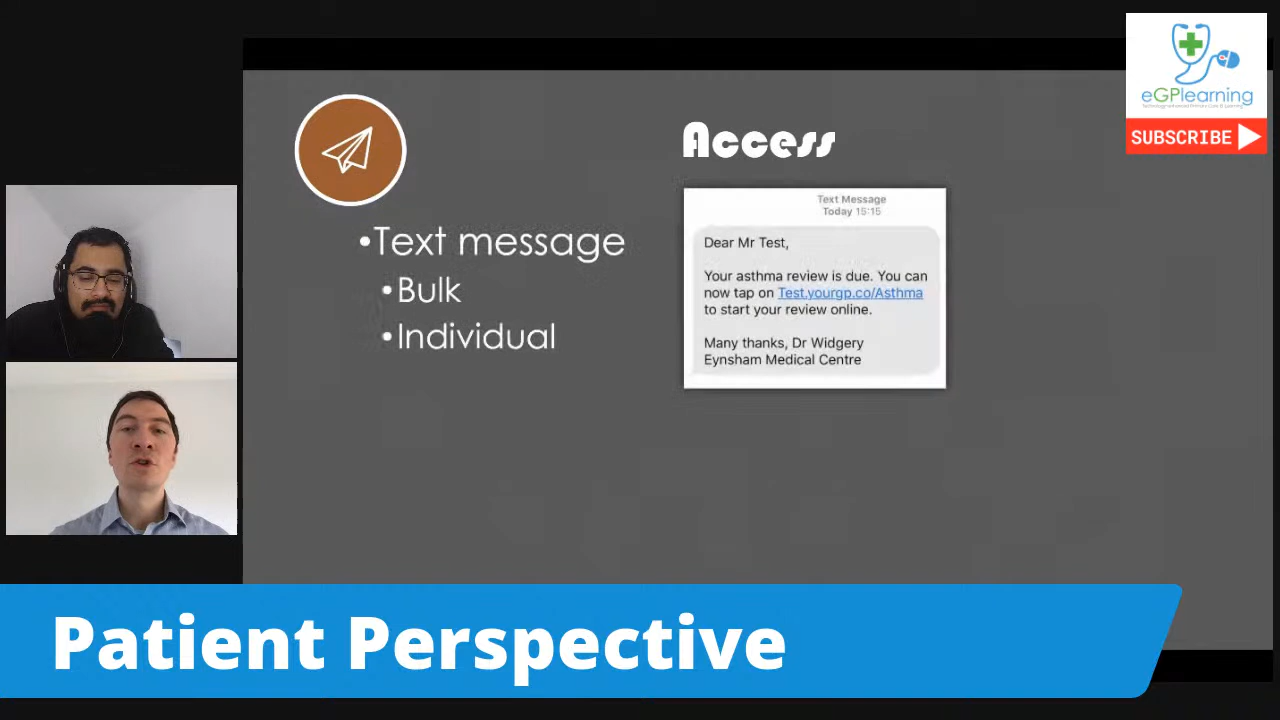 eGPlearning
SUBSCRIBE
Access
•Text message
•Bulk
•Individual
Text Message
Today 15:15
Dear Mr Test,
Your asthma review is due. You can
now tap on Test.yourgp.co/Asthma
to start your review online.
Many thanks, Dr Widgery
Eynsham Medical Centre
Patient Perspective